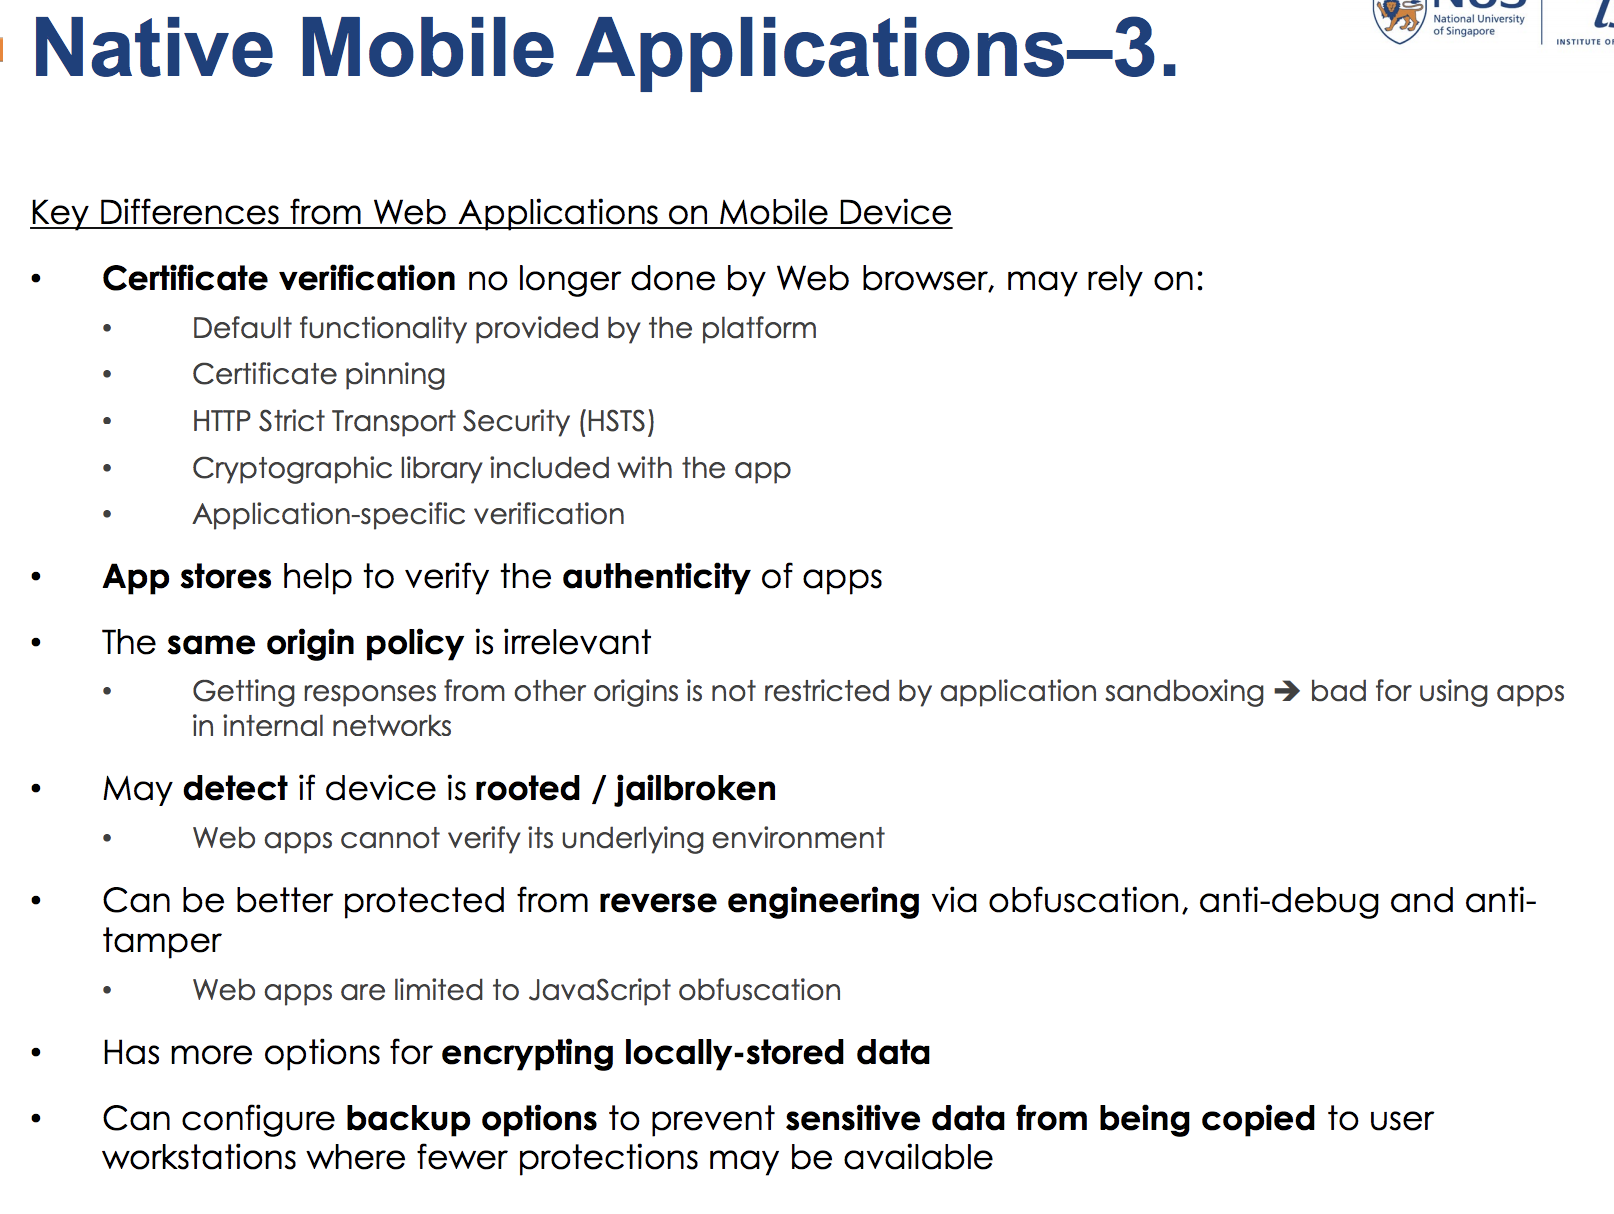 Native Mobile Applications–3.
National University
of Singapore
INSTITUTE OF
Key Differences from Web Applications on Mobile Device
• Certificate verification no longer done by Web browser, may rely on:
• Default functionality provided by the platform
• Certificate pinning
• HTTP Strict Transport Security (HSTS)
• Cryptographic library included with the app
• Application-specific verification
• App stores help to verify the authenticity of apps
• The same origin policy is irrelevant
• Getting responses from other origins is not restricted by application sandboxing ➔ bad for using apps
in internal networks
• May detect if device is rooted / jailbroken
• Web apps cannot verify its underlying environment
• Can be better protected from reverse engineering via obfuscation, anti-debug and anti-
tamper
• Web apps are limited to JavaScript obfuscation
• Has more options for encrypting locally-stored data
• Can configure backup options to prevent sensitive data from being copied to user
workstations where fewer protections may be available